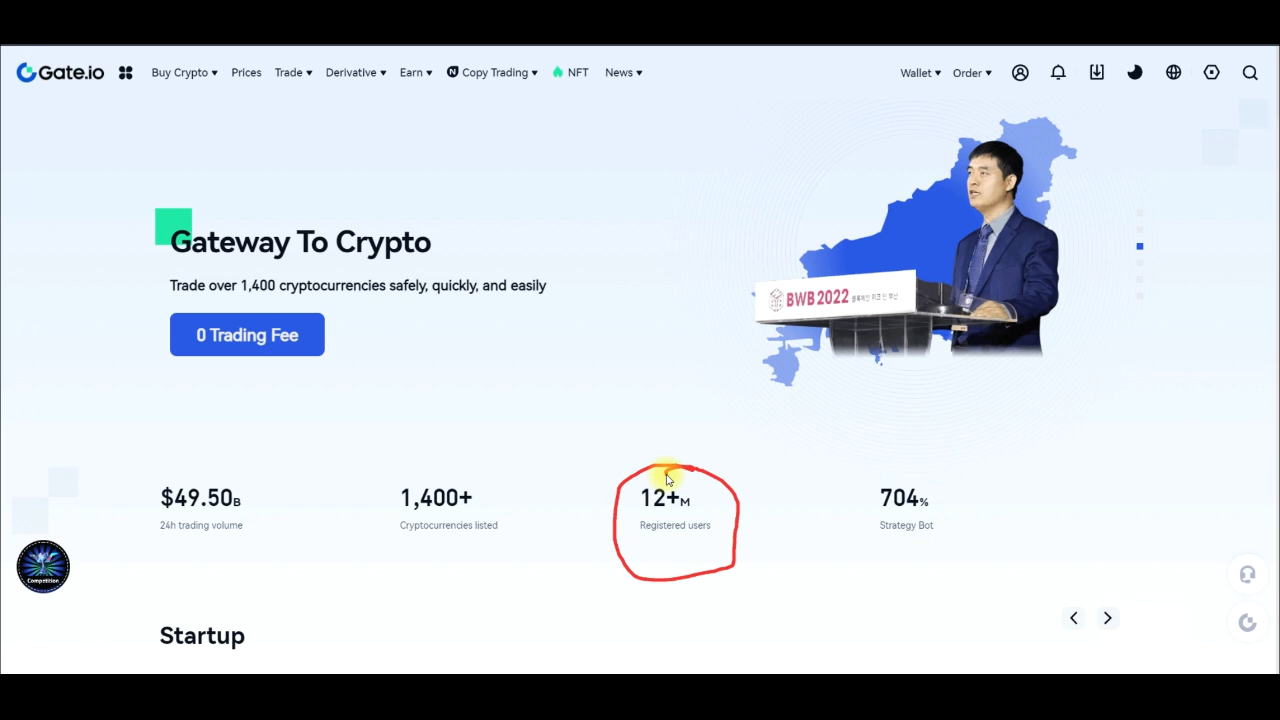 Gate.io
Buy Crypto Prices Trade Derivative Earn Copy Trading NFT News
Wallet Order
Gateway To Crypto
Trade over 1,400 cryptocurrencies safely, quickly, and easily
0 Trading Fee
BWB 2022
$49.50B
24h trading volume
1,400+
Cryptocurrencies listed
12+M
Registered users
704%
Strategy Bot
Competition
Startup